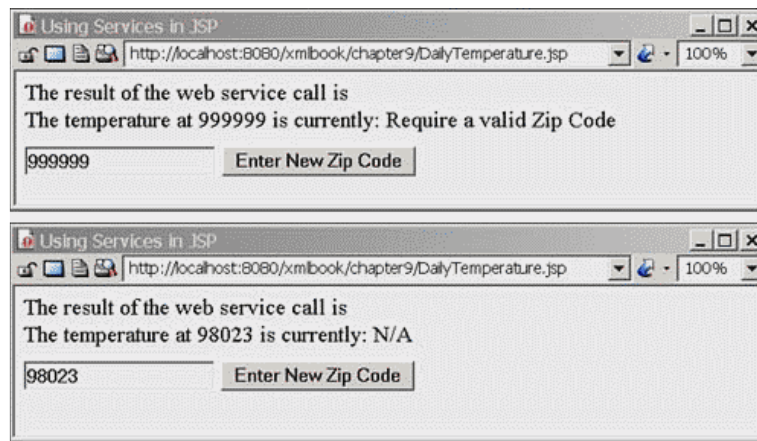 Using Services in JSP
http://localhost:8080/xmlbook/chapter9/DailyTemperature.jsp 100%
The result of the web service call is
The temperature at 999999 is currently: Require a valid Zip Code
999999 Enter New Zip Code
Using Services in JSP
http://localhost:8080/xmlbook/chapter9/DailyTemperature.jsp 100%
The result of the web service call is
The temperature at 98023 is currently: N/A
98023 Enter New Zip Code